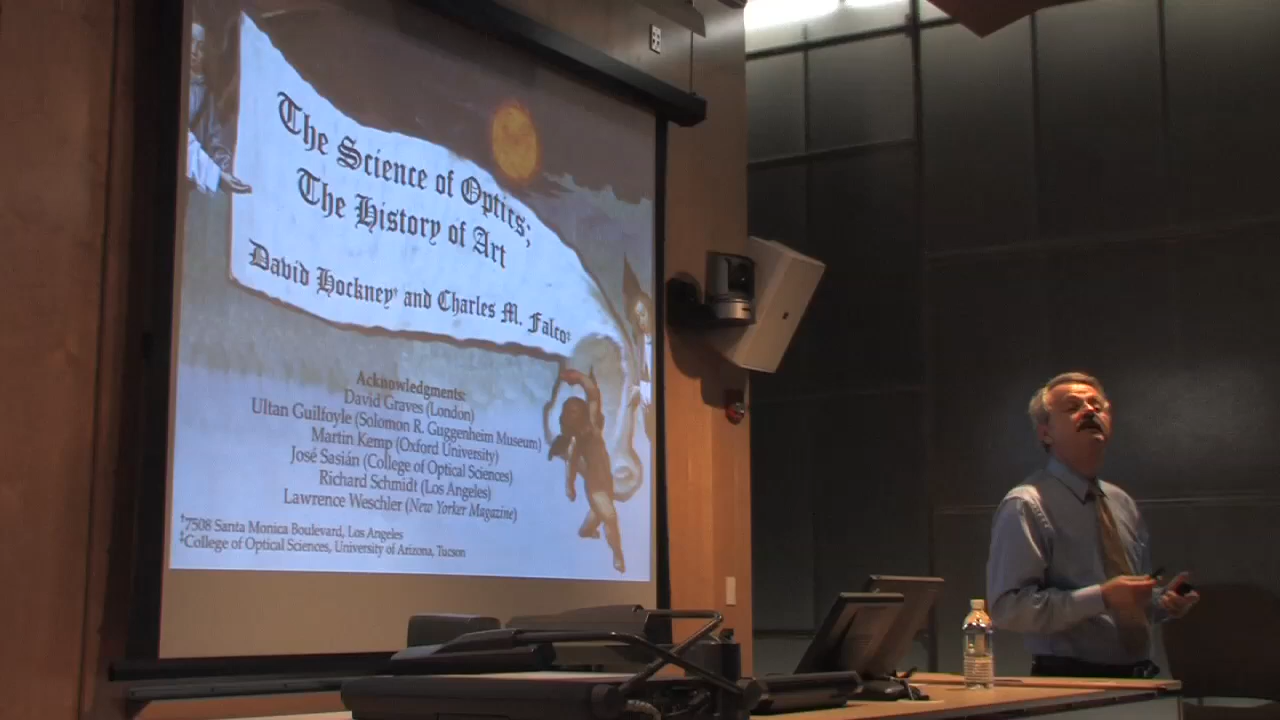 The Science of Optics;
The History of Art
David Hockney† and Charles M. Falco‡
Acknowledgments:
David Graves (London)
Ultan Guilfoyle (Solomon R. Guggenheim Museum)
Martin Kemp (Oxford University)
José Sasián (College of Optical Sciences)
Richard Schmidt (Los Angeles)
Lawrence Weschler (New Yorker Magazine)
†7508 Santa Monica Boulevard, Los Angeles
‡College of Optical Sciences, University of Arizona, Tucson